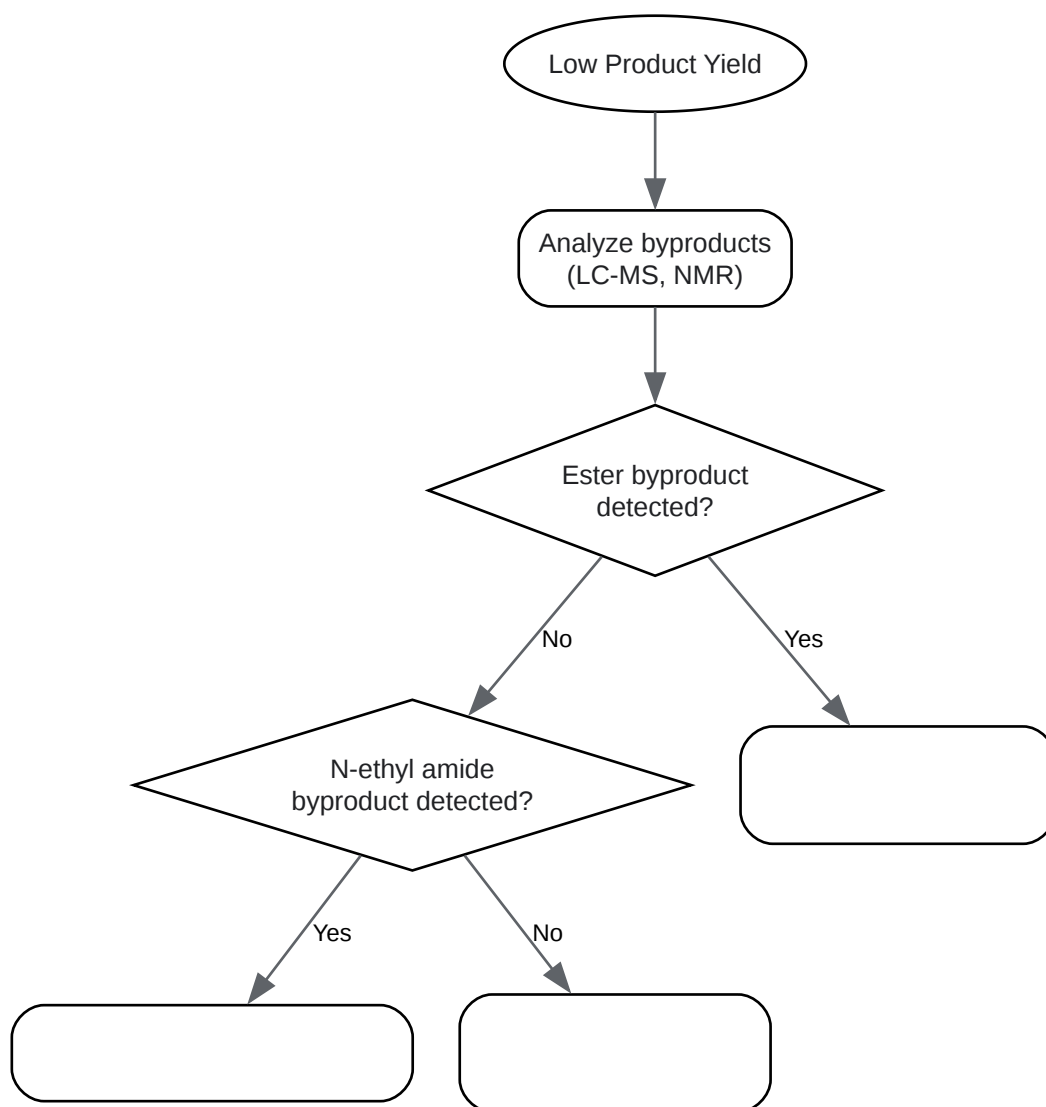 Low Product Yield
Analyze byproducts
(LC-MS, NMR)
Ester byproduct
detected?
No
Yes
N-ethyl amide
byproduct detected?
Yes
No